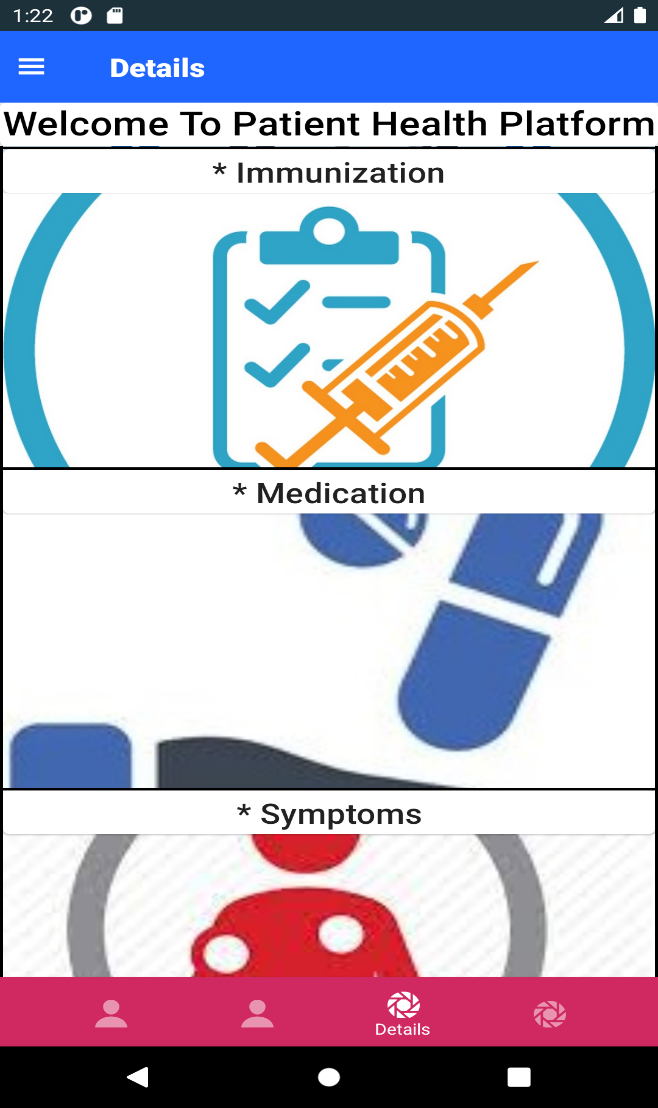 1:22
Details
Welcome To Patient Health Platform
* Immunization
* Medication
* Symptoms
Details